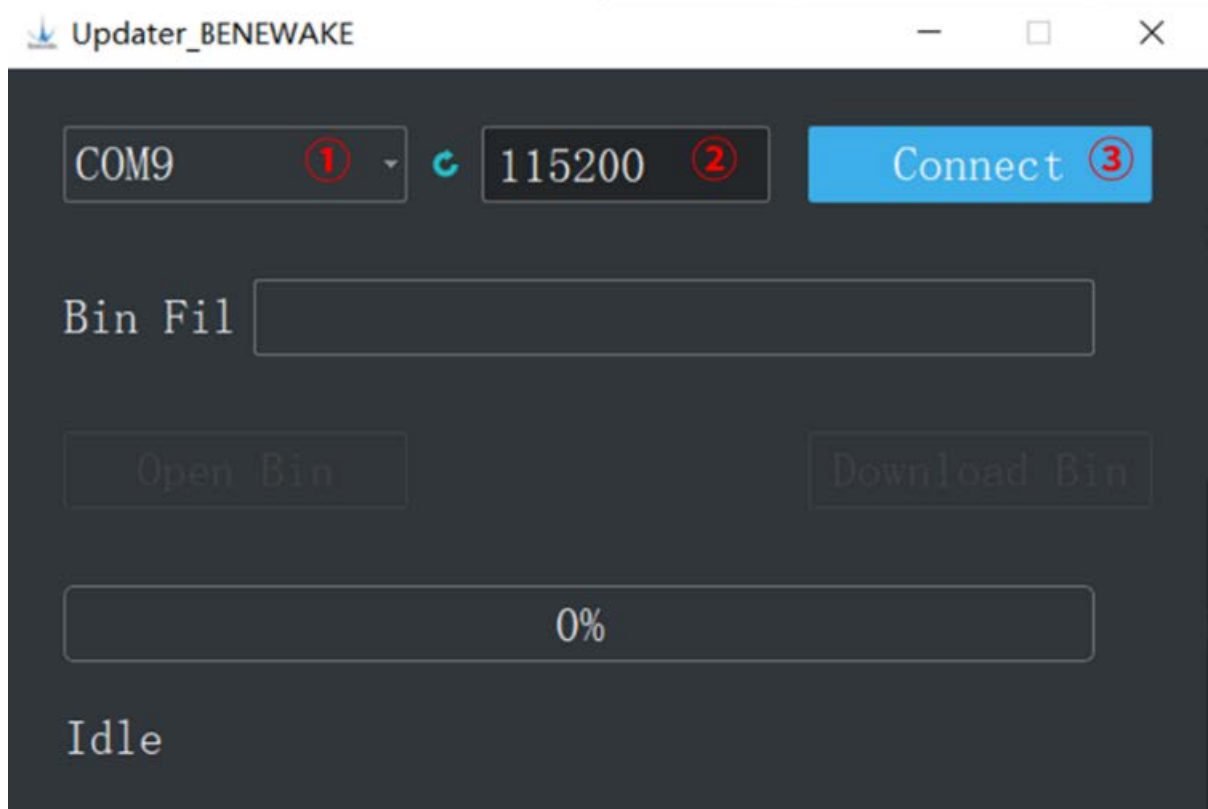 Updater_BENEWAKE
COM9 ① 115200 ② Connect ③
Bin Fil
Open Bin Download Bin
0%
Idle